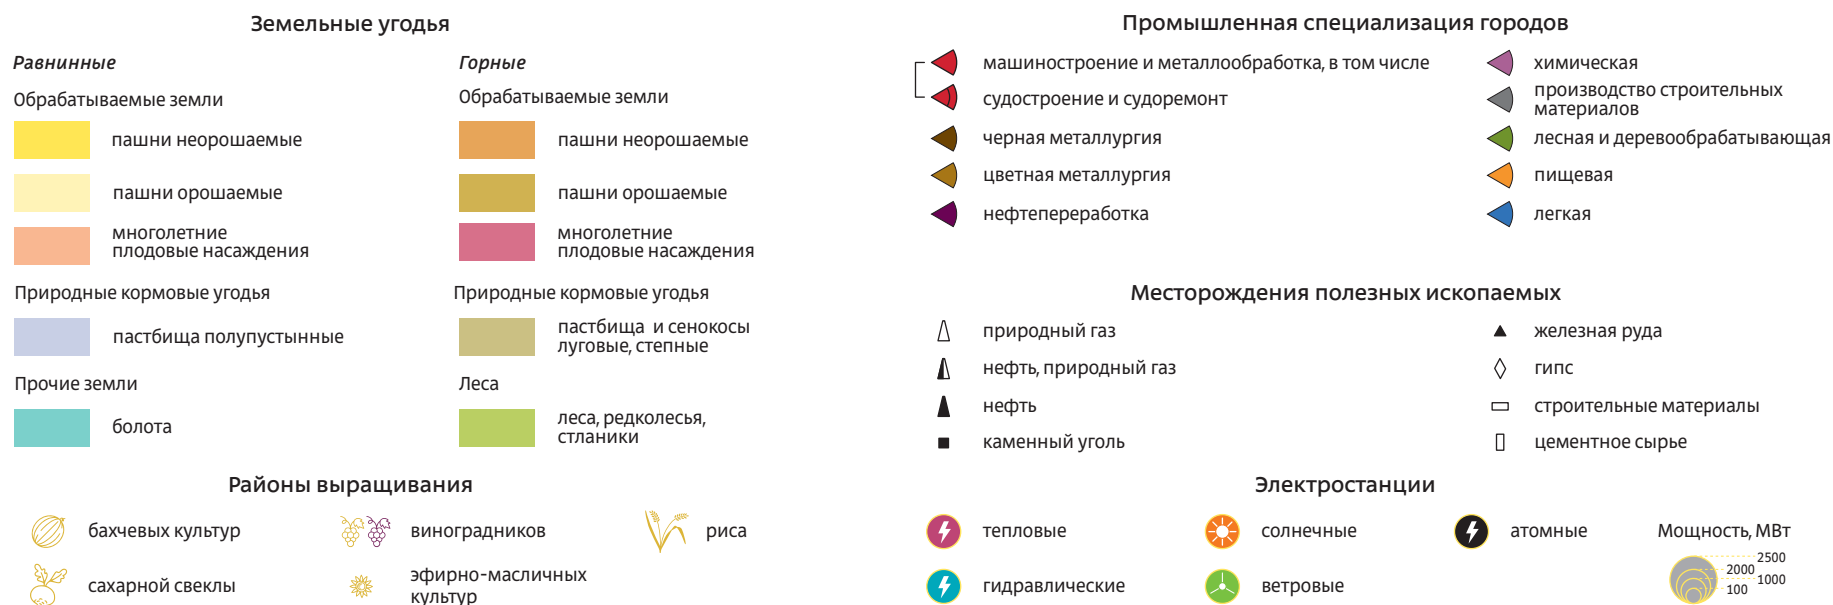 Земельные угодья
Равнинные
Обрабатываемые земли
пашни неорошаемые
пашни орошаемые
многолетние
плодовые насаждения
Природные кормовые угодья
пастбища полупустынные
Прочие земли
болота
Горные
Обрабатываемые земли
пашни неорошаемые
пашни орошаемые
многолетние
плодовые насаждения
Природные кормовые угодья
пастбища и сенокосы
луговые, степные
Леса
леса, редколесья,
стланики
Районы выращивания
бахчевых культур
сахарной свеклы
виноградников
эфирно-масличных
культур
риса
Промышленная специализация городов
машиностроение и металлообработка, в том числе
судостроение и судоремонт
черная металлургия
цветная металлургия
нефтепереработка
химическая
производство строительных
материалов
лесная и деревообрабатывающая
пищевая
легкая
Месторождения полезных ископаемых
природный газ
нефть, природный газ
нефть
каменный уголь
железная руда
гипс
строительные материалы
цементное сырье
Электростанции
тепловые
гидравлические
солнечные
ветровые
атомные
Мощность, МВт
2500
2000
1000
100